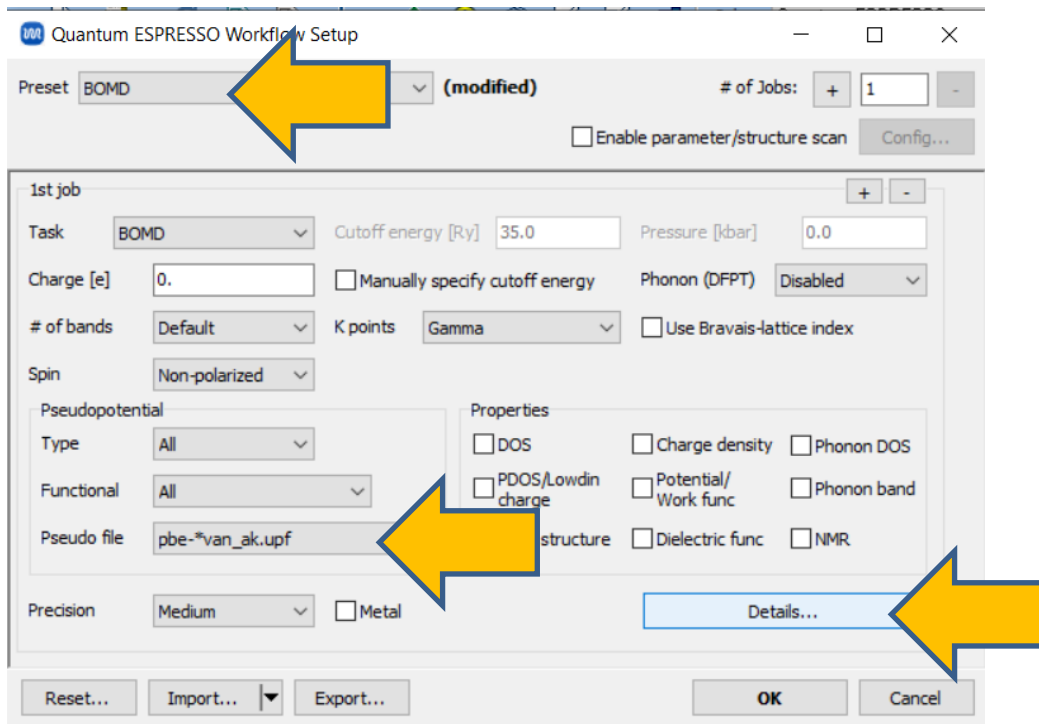 Quantum ESPRESSO Workflow Setup
Preset BOMD (modified) # of Jobs: + 1 -
Enable parameter/structure scan Config...
1st job + -
Task BOMD Cutoff energy [Ry] 35.0 Pressure [kbar] 0.0
Charge [e] 0. Manually specify cutoff energy Phonon (DFPT) Disabled
# of bands Default K points Gamma Use Bravais-lattice index
Spin Non-polarized
Pseudopotential Properties
Type All DOS Charge density Phonon DOS
Functional All PDOS/Lowdin charge Potential/ Work func Phonon band
Pseudo file pbe-*van_ak.upf structure Dielectric func NMR
Precision Medium Metal Details...
Reset... Import... Export... OK Cancel